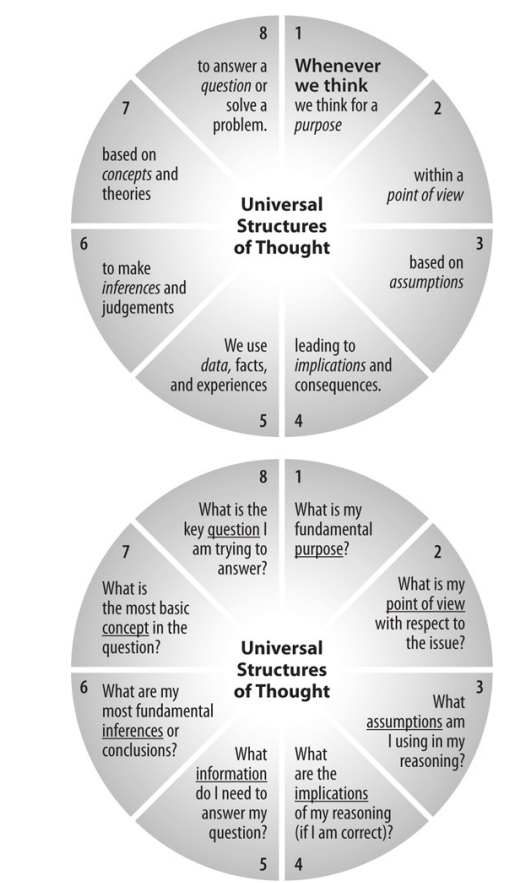 8
to answer a
question or
solve a
problem.
1
Whenever
we think
we think for a
purpose
2
within a
point of view
3
based on
assumptions
leading to
implications and
consequences.
4
We use
data, facts,
and experiences
5
6
to make
inferences and
judgements
7
based on
concepts and
theories
Universal
Structures
of Thought
8
What is the
key question I
am trying to
answer?
1
What is my
fundamental
purpose?
2
What is my
point of view
with respect to
the issue?
3
What
assumptions am
I using in my
reasoning?
What
are the
implications
of my reasoning
(if I am correct)?
4
What
information
do I need to
answer my
question?
5
6
What are my
most fundamental
inferences or
conclusions?
7
What is
the most basic
concept in the
question?
Universal
Structures
of Thought